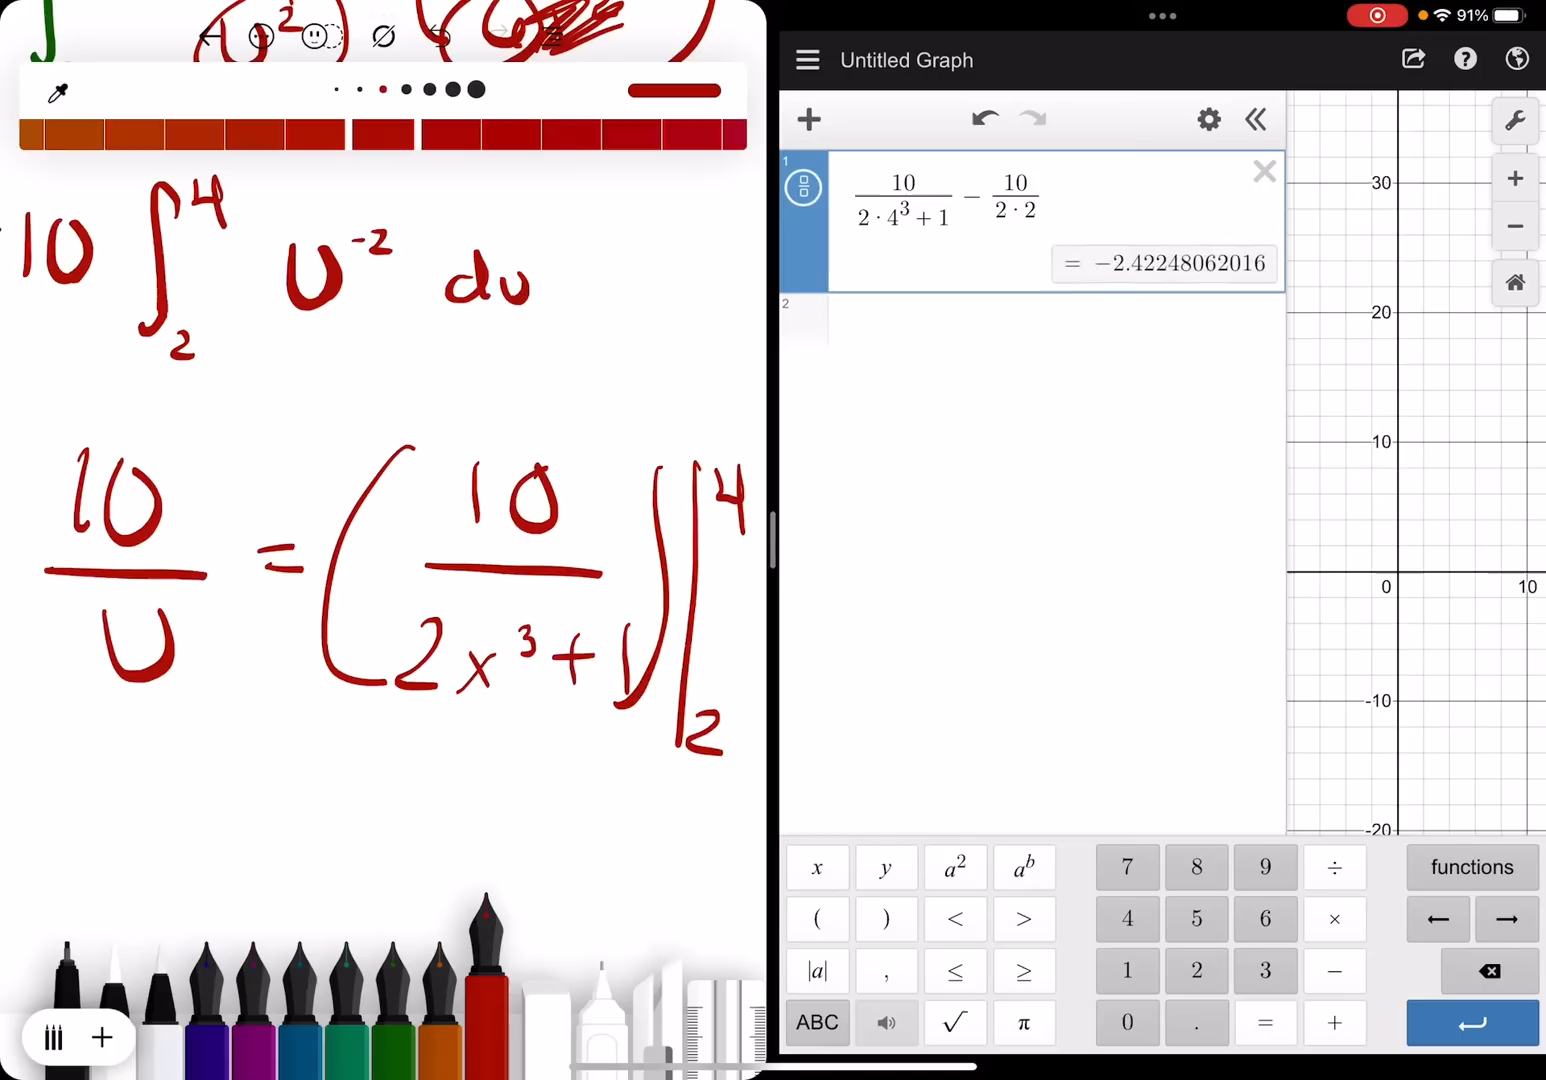 91%
Untitled Graph
10 ∫₂⁴ U⁻² du
10/U = (10/(2x³+1))|₂⁴
1
10/(2·4³+1) − 10/(2·2)
= −2.42248062016
2
30
20
10
0 10
-10
-20
x y a² aᵇ 7 8 9 ÷ functions
( ) < > 4 5 6 × ← →
|a| , ≤ ≥ 1 2 3 −
ABC √ π 0 . = +